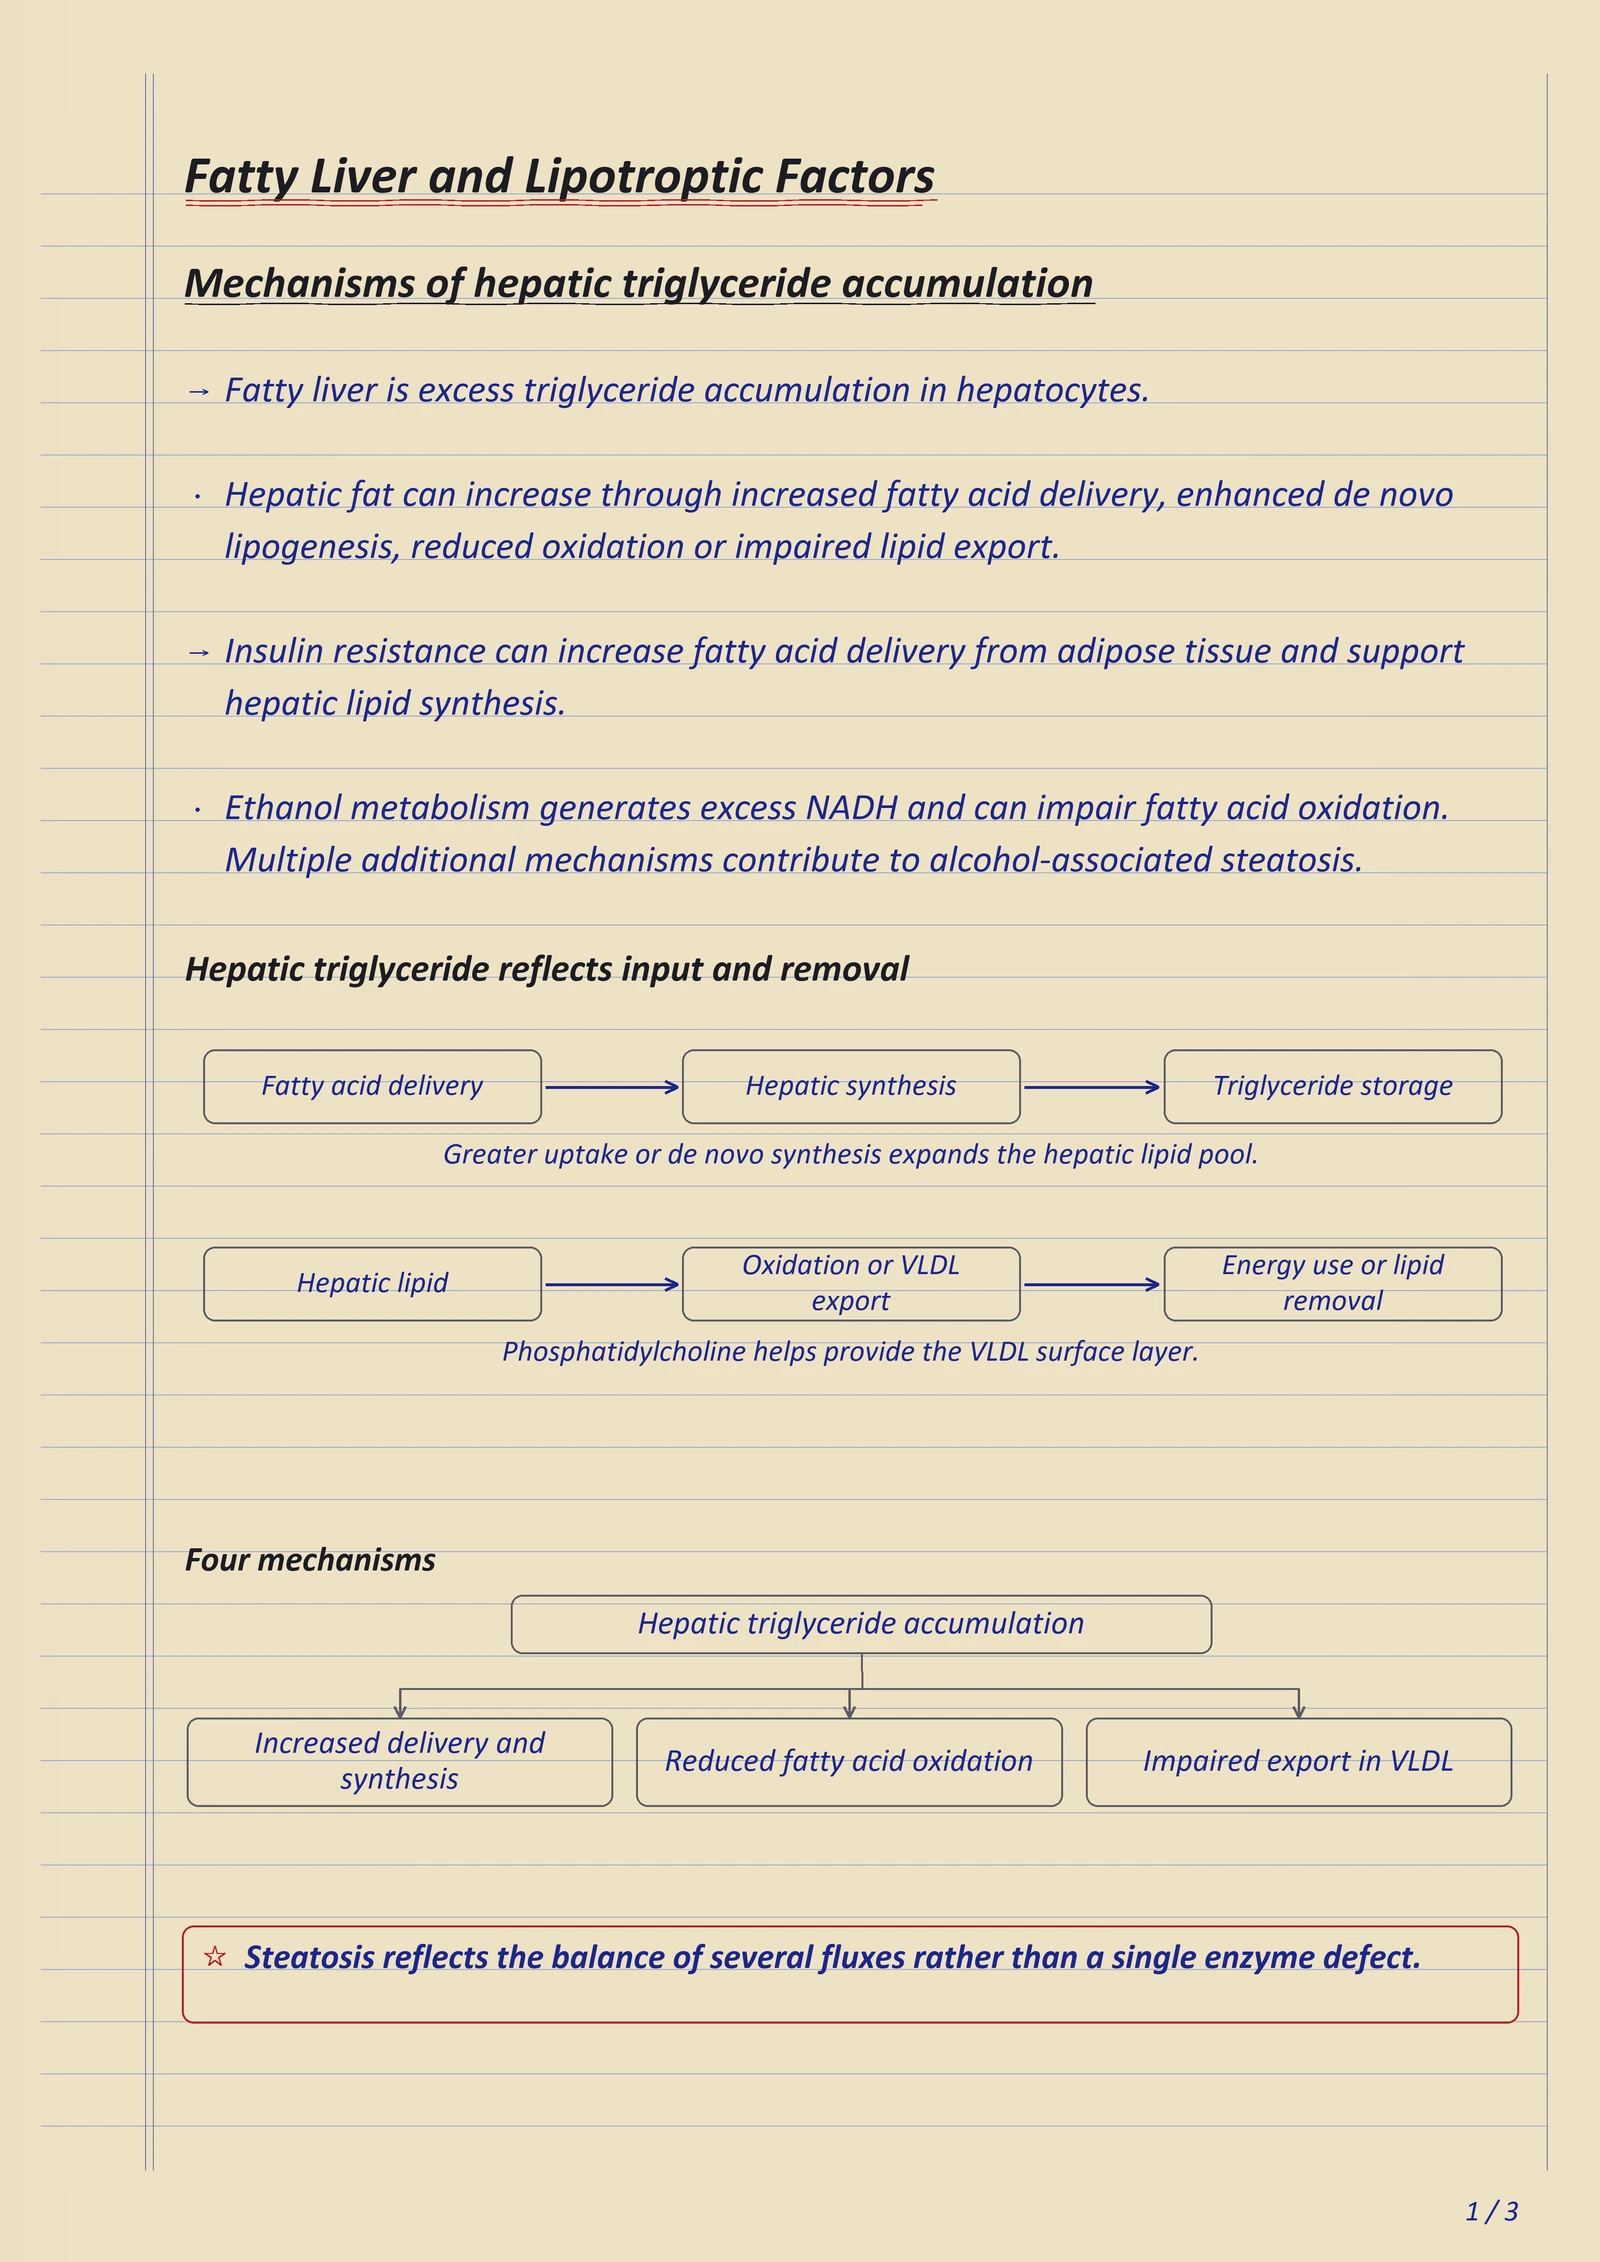 Fatty Liver and Lipotroptic Factors
Mechanisms of hepatic triglyceride accumulation
→ Fatty liver is excess triglyceride accumulation in hepatocytes.
· Hepatic fat can increase through increased fatty acid delivery, enhanced de novo
lipogenesis, reduced oxidation or impaired lipid export.
→ Insulin resistance can increase fatty acid delivery from adipose tissue and support
hepatic lipid synthesis.
· Ethanol metabolism generates excess NADH and can impair fatty acid oxidation.
Multiple additional mechanisms contribute to alcohol-associated steatosis.
Hepatic triglyceride reflects input and removal
Fatty acid delivery
Hepatic synthesis
Triglyceride storage
Greater uptake or de novo synthesis expands the hepatic lipid pool.
Hepatic lipid
Oxidation or VLDL
export
Energy use or lipid
removal
Phosphatidylcholine helps provide the VLDL surface layer.
Four mechanisms
Hepatic triglyceride accumulation
Increased delivery and
synthesis
Reduced fatty acid oxidation
Impaired export in VLDL
☆ Steatosis reflects the balance of several fluxes rather than a single enzyme defect.
1 / 3